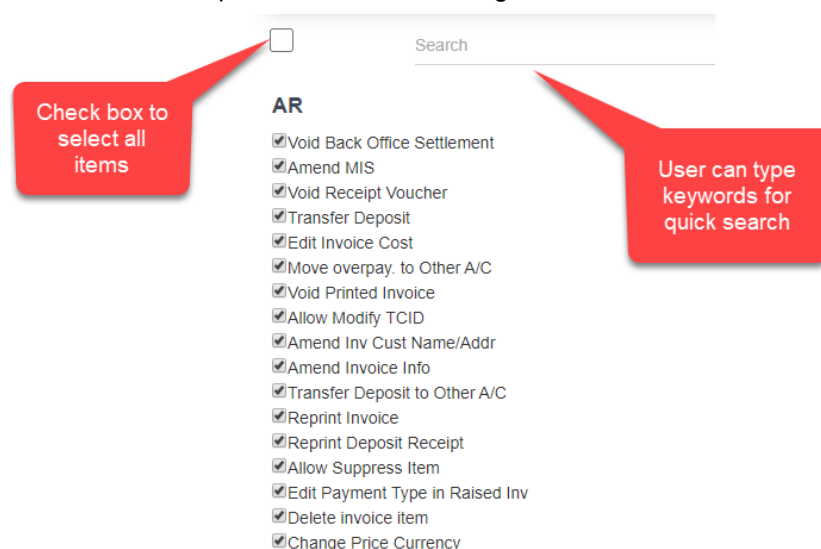 Search
Check box to
select all
items
AR
Void Back Office Settlement
Amend MIS
Void Receipt Voucher
Transfer Deposit
Edit Invoice Cost
Move overpay. to Other A/C
Void Printed Invoice
Allow Modify TCID
Amend Inv Cust Name/Addr
Amend Invoice Info
Transfer Deposit to Other A/C
Reprint Invoice
Reprint Deposit Receipt
Allow Suppress Item
Edit Payment Type in Raised Inv
Delete invoice item
Change Price Currency
User can type
keywords for
quick search